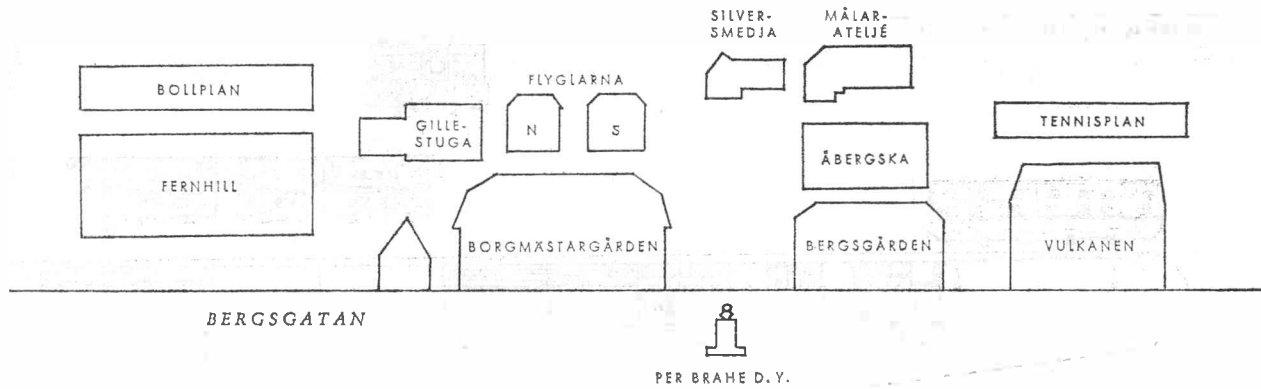 SILVER-
SMEDJA
MÅLAR-
ATELJÉ
BOLLPLAN
FLYGLARNA
GILLE-
STUGA
N
S
TENNISPLAN
ÅBERGSKA
FERNHILL
BORGMÄSTARGÅRDEN
BERGSGÅRDEN
VULKANEN
BERGSGATAN
PER BRAHE D.Y.